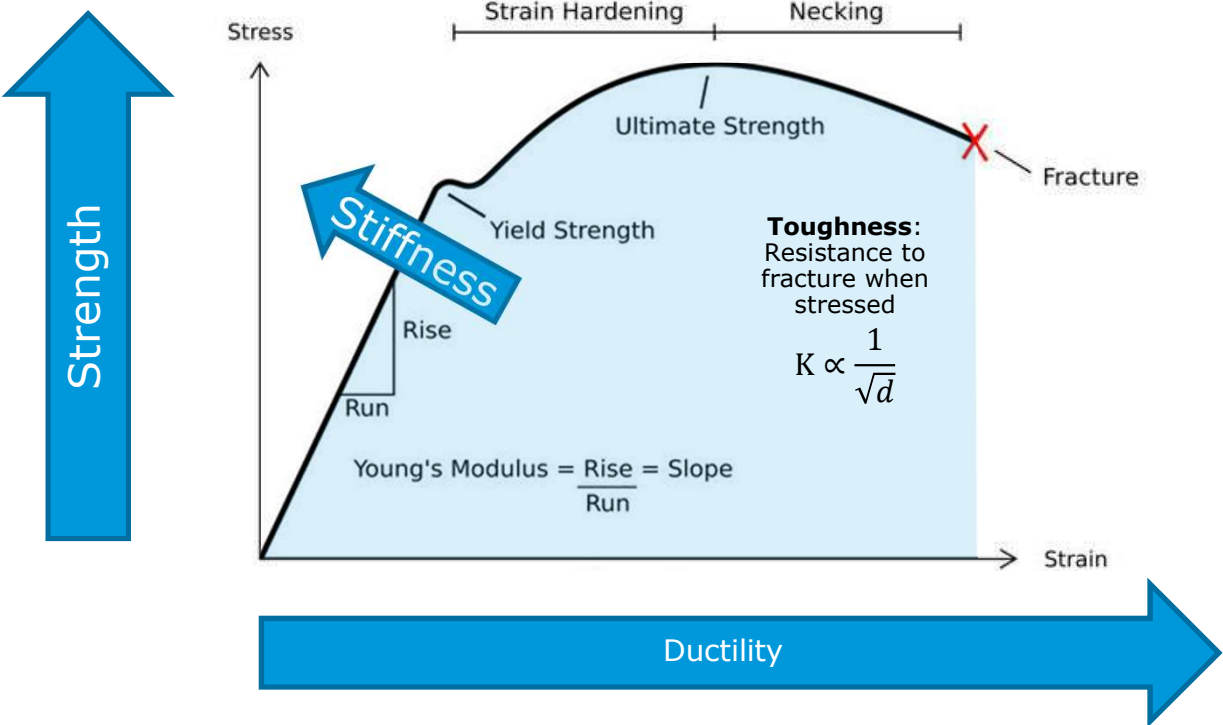 Strain Hardening
Necking
Stress
Ultimate Strength
Fracture
Stiffness
Yield Strength
Toughness:
Resistance to
fracture when
stressed
K ∝ 1/√d
Strength
Rise
Run
Young's Modulus = Rise/Run = Slope
Strain
Ductility